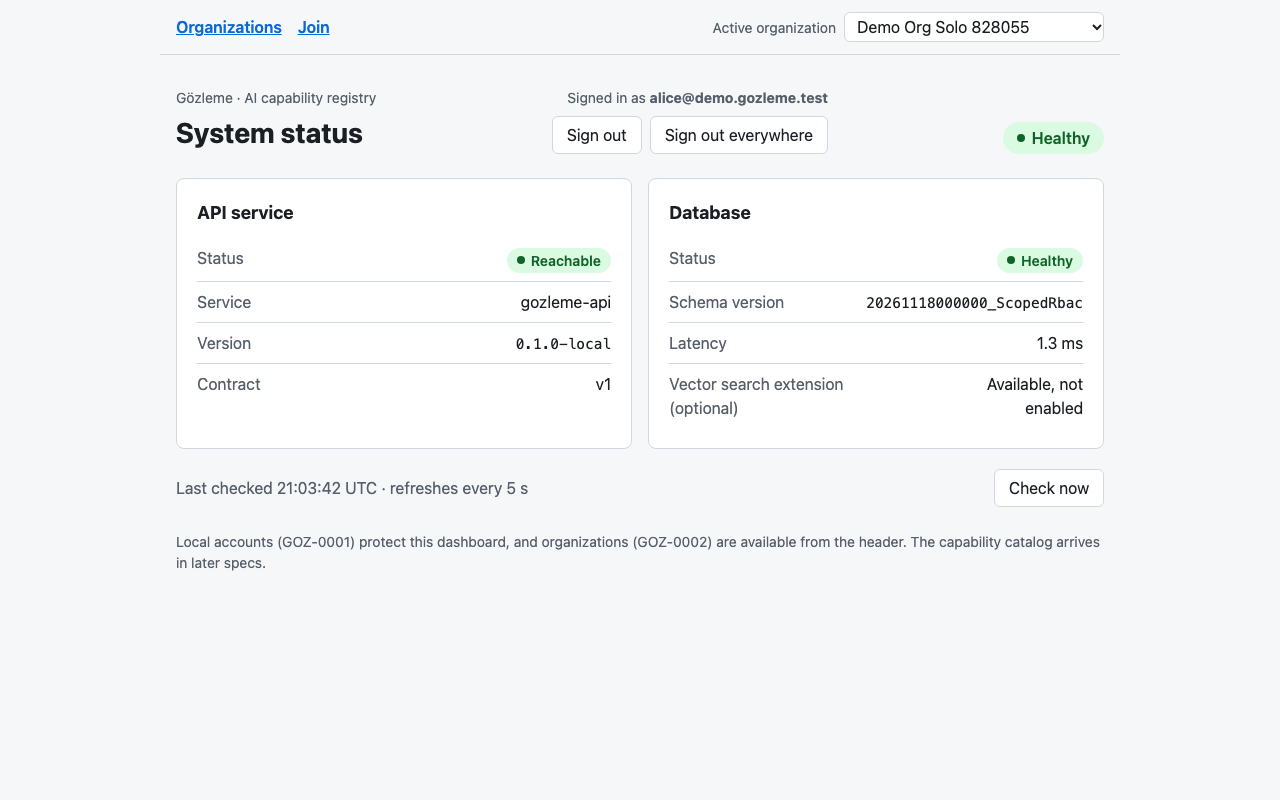 Organizations Join Active organization Demo Org Solo 828055
Gözleme · AI capability registry
Signed in as alice@demo.gozleme.test
System status
Sign out Sign out everywhere
Healthy
API service
Status Reachable
Service gozleme-api
Version 0.1.0-local
Contract v1
Database
Status Healthy
Schema version 20261118000000_ScopedRbac
Latency 1.3 ms
Vector search extension Available, not
(optional) enabled
Last checked 21:03:42 UTC · refreshes every 5 s Check now
Local accounts (GOZ-0001) protect this dashboard, and organizations (GOZ-0002) are available from the header. The capability catalog arrives
in later specs.